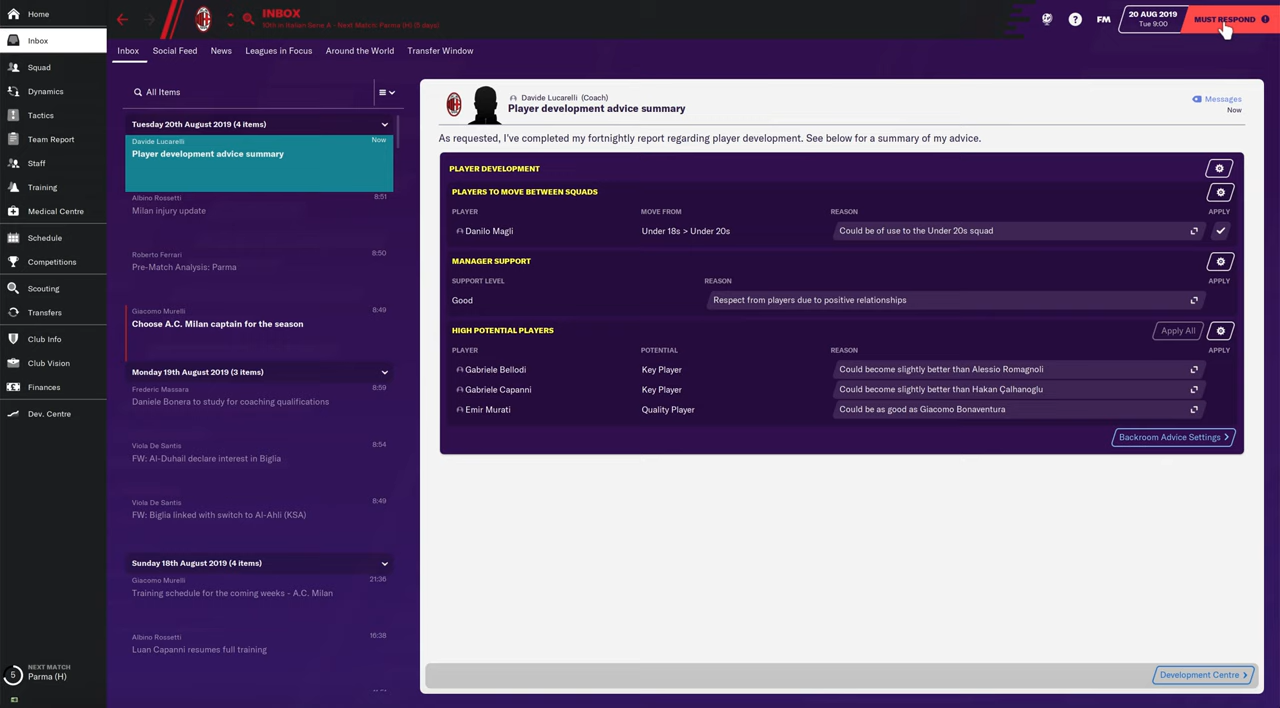 Home
Inbox
Squad
Dynamics
Tactics
Team Report
Staff
Training
Medical Centre
Schedule
Competitions
Scouting
Transfers
Club Info
Club Vision
Finances
Dev. Centre
5
NEXT MATCH
Parma (H)
INBOX
10th in Italian Serie A - Next Match: Parma (H) (5 days)
?
FM
20 AUG 2019
Tue 9:00
MUST RESPOND
Inbox
Social Feed
News
Leagues in Focus
Around the World
Transfer Window
All Items
Tuesday 20th August 2019 (4 items)
Davide Lucarelli Now
Player development advice summary
Albino Rossetti 8:51
Milan injury update
Roberto Ferrari 8:50
Pre-Match Analysis: Parma
Giacomo Murelli 8:49
Choose A.C. Milan captain for the season
Monday 19th August 2019 (3 items)
Frederic Massara 8:59
Daniele Bonera to study for coaching qualifications
Viola De Santis 8:54
FW: Al-Duhail declare interest in Biglia
Viola De Santis 8:49
FW: Biglia linked with switch to Al-Ahli (KSA)
Sunday 18th August 2019 (4 items)
Giacomo Murelli 21:36
Training schedule for the coming weeks - A.C. Milan
Albino Rossetti 16:38
Luan Capanni resumes full training
Davide Lucarelli (Coach)
Player development advice summary
Messages
Now
As requested, I've completed my fortnightly report regarding player development. See below for a summary of my advice.
PLAYER DEVELOPMENT
PLAYERS TO MOVE BETWEEN SQUADS
PLAYER MOVE FROM REASON APPLY
Danilo Magli Under 18s > Under 20s Could be of use to the Under 20s squad
MANAGER SUPPORT
SUPPORT LEVEL REASON APPLY
Good Respect from players due to positive relationships
HIGH POTENTIAL PLAYERS Apply All
PLAYER POTENTIAL REASON APPLY
Gabriele Bellodi Key Player Could become slightly better than Alessio Romagnoli
Gabriele Capanni Key Player Could become slightly better than Hakan Çalhanoglu
Emir Murati Quality Player Could be as good as Giacomo Bonaventura
Backroom Advice Settings
Development Centre